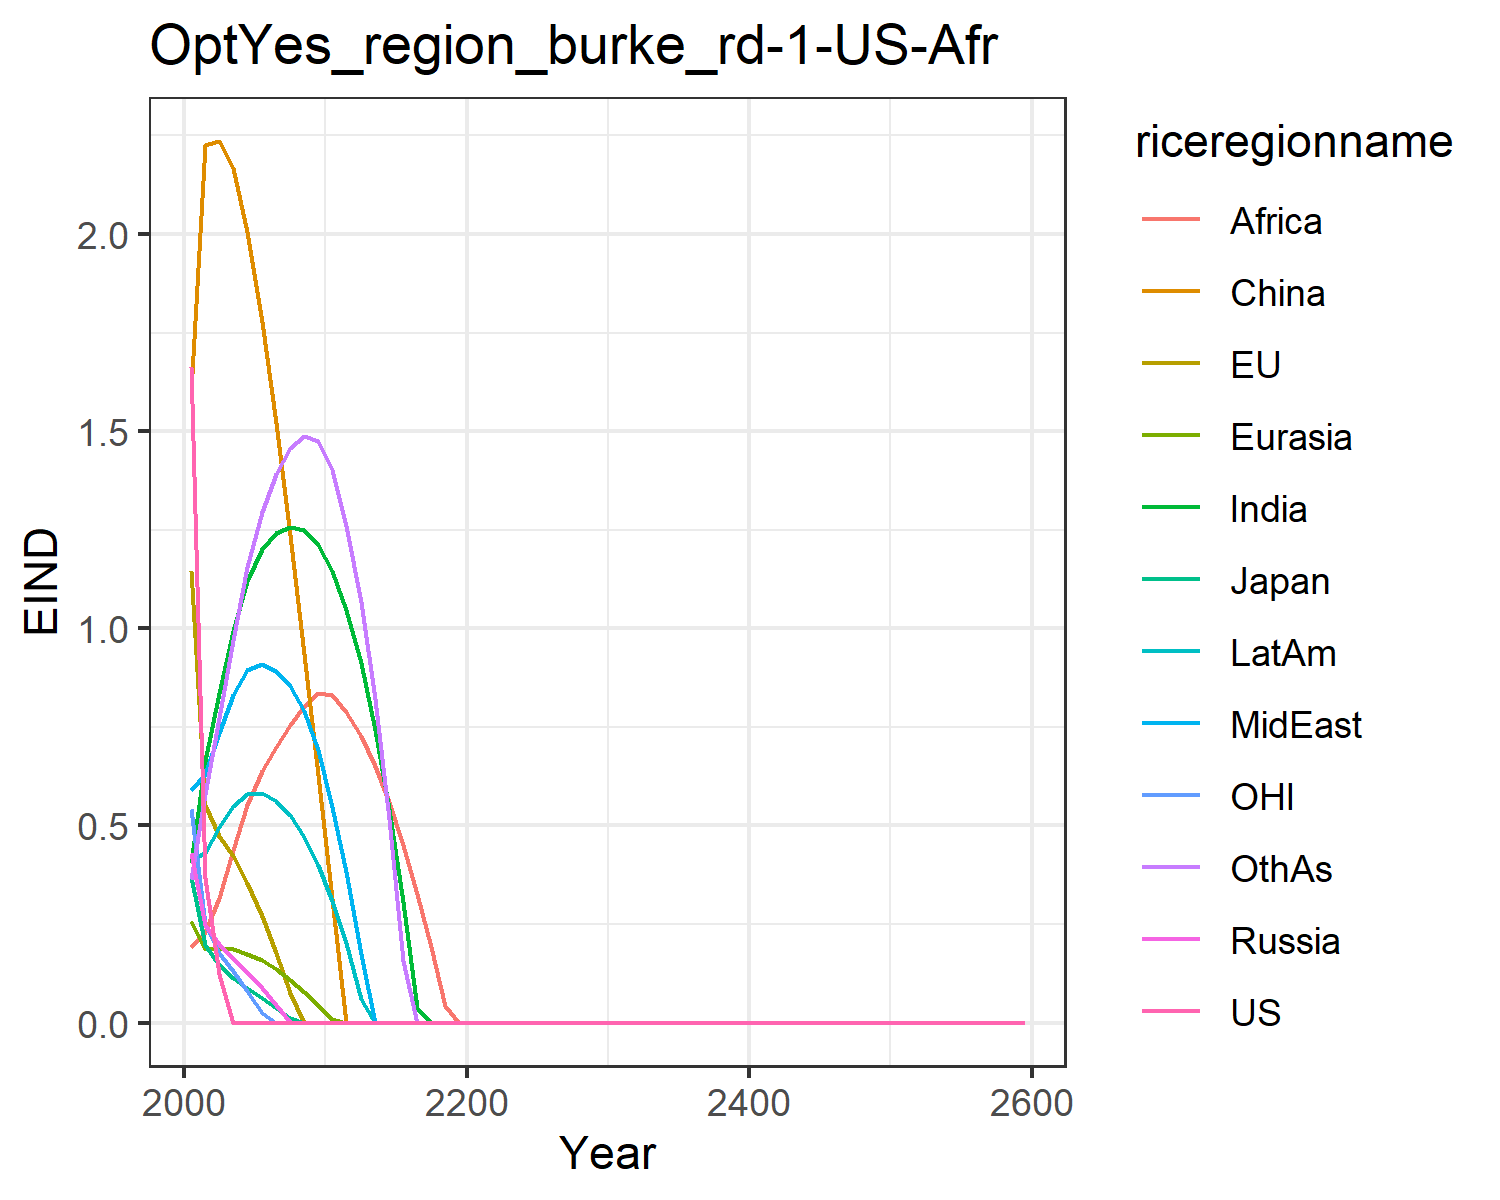 OptYes_region_burke_rd-1-US-Afr
EIND
2.0
1.5
1.0
0.5
0.0
2000
2200
2400
2600
Year
riceregionname
Africa
China
EU
Eurasia
India
Japan
LatAm
MidEast
OHI
OthAs
Russia
US